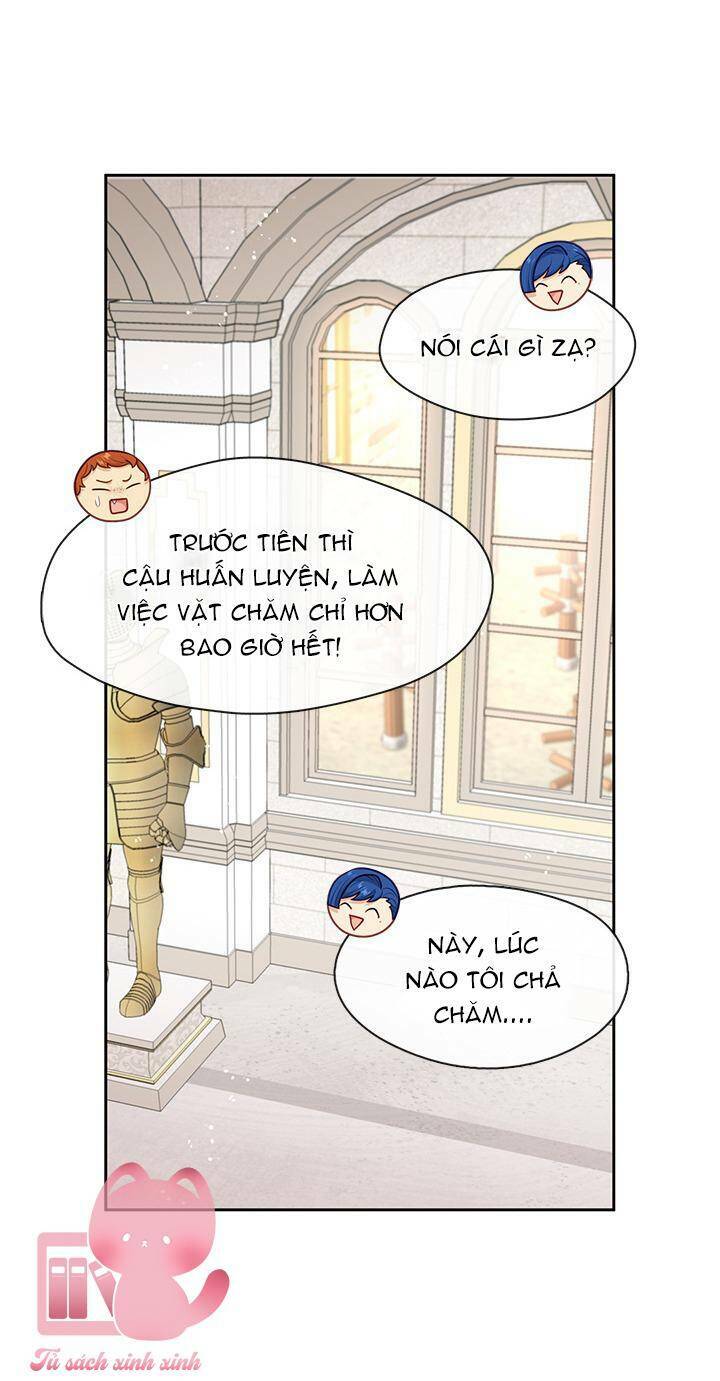 NÓI CÁI GÌ ZẠ?
TRƯỚC TIÊN THÌ
CẬU HUẤN LUYỆN, LÀM
VIỆC VẶT CHĂM CHỈ HƠN
BAO GIỜ HẾT!
NÀY, LÚC
NÀO TÔI CHẢ
CHĂM....
Tủ sách xinh xinh